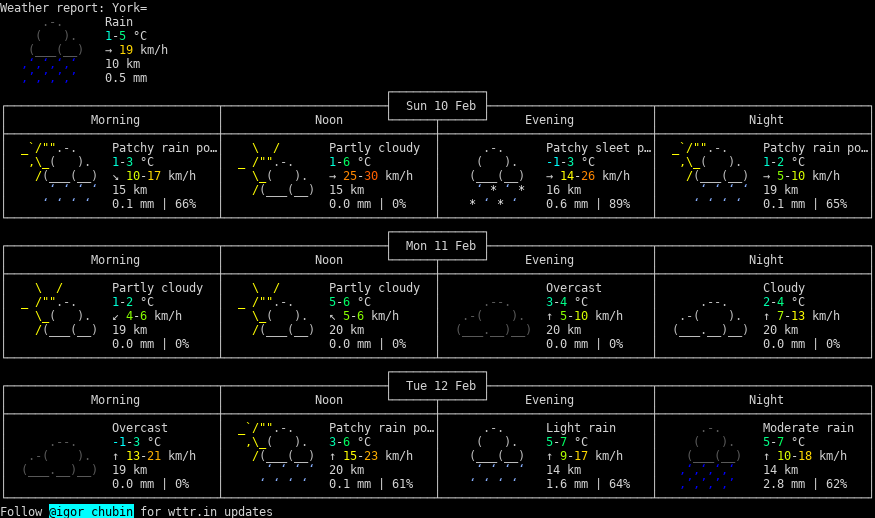 Weather report: York=
Rain
1-5 °C
→ 19 km/h
10 km
0.5 mm
Sun 10 Feb
Morning Noon Evening Night
Patchy rain po… Partly cloudy Patchy sleet p… Patchy rain po…
1-3 °C 1-6 °C -1-3 °C 1-2 °C
↘ 10-17 km/h → 25-30 km/h → 14-26 km/h → 5-10 km/h
15 km 15 km 16 km 19 km
0.1 mm | 66% 0.0 mm | 0% 0.6 mm | 89% 0.1 mm | 65%
Mon 11 Feb
Morning Noon Evening Night
Partly cloudy Partly cloudy Overcast Cloudy
1-2 °C 5-6 °C 3-4 °C 2-4 °C
↙ 4-6 km/h ↖ 5-6 km/h ↑ 5-10 km/h ↑ 7-13 km/h
19 km 20 km 20 km 20 km
0.0 mm | 0% 0.0 mm | 0% 0.0 mm | 0% 0.0 mm | 0%
Tue 12 Feb
Morning Noon Evening Night
Overcast Patchy rain po… Light rain Moderate rain
-1-3 °C 3-6 °C 5-7 °C 5-7 °C
↑ 13-21 km/h ↑ 15-23 km/h ↑ 9-17 km/h ↑ 10-18 km/h
19 km 20 km 14 km 14 km
0.0 mm | 0% 0.1 mm | 61% 1.6 mm | 64% 2.8 mm | 62%
Follow @igor_chubin for wttr.in updates